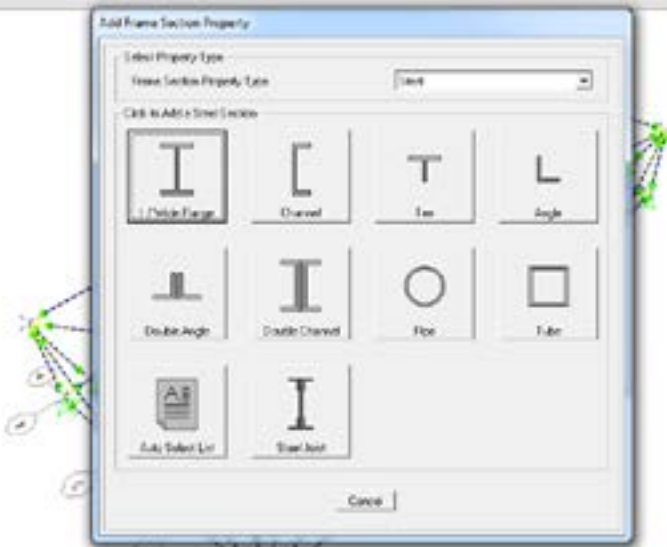 Add Frame Section Property
Select Property Type
Frame Section Property Type
Steel
Click to Add a Steel Section
I / Wide Flange
Channel
Tee
Angle
Double Angle
Double Channel
Pipe
Tube
Auto Select List
Steel Joist
Cancel